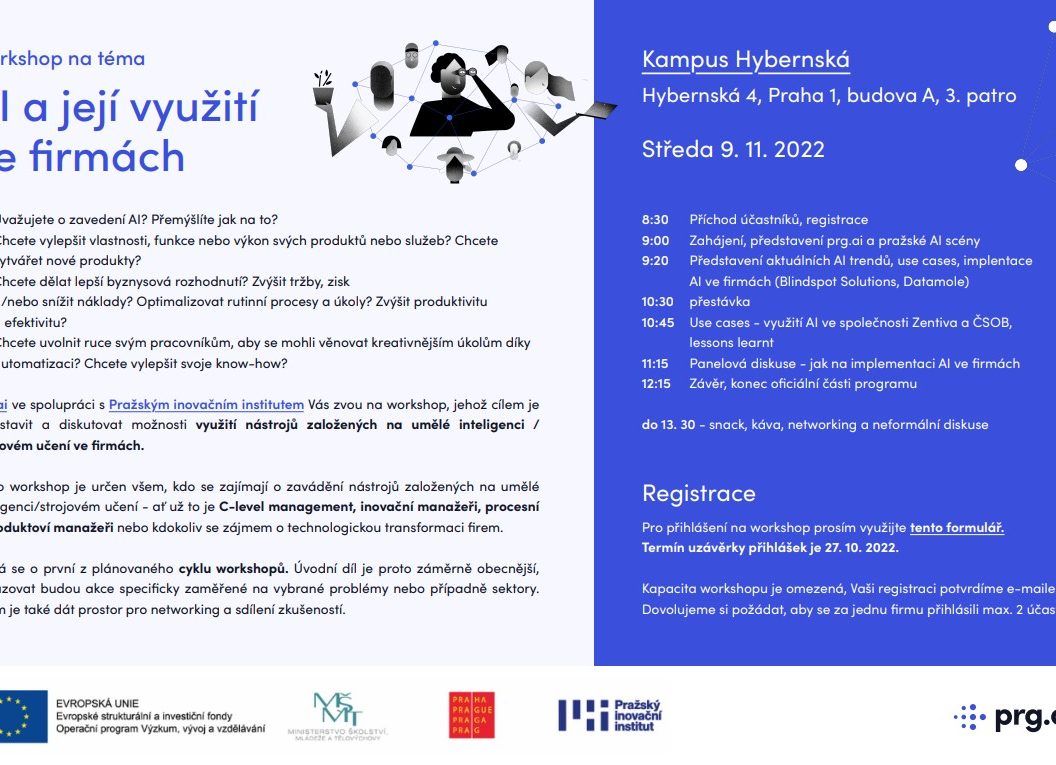 rkshop na téma
I a její využití
e firmách
važujete o zavedení AI? Přemýšlíte jak na to?
hcete vylepšit vlastnosti, funkce nebo výkon svých produktů nebo služeb? Chcete
ytvářet nové produkty?
hcete dělat lepší byznysová rozhodnutí? Zvýšit tržby, zisk
/nebo snížit náklady? Optimalizovat rutinní procesy a úkoly? Zvýšit produktivitu
efektivitu?
hcete uvolnit ruce svým pracovníkům, aby se mohli věnovat kreativnějším úkolům díky
utomatizaci? Chcete vylepšit svoje know-how?
ai ve spolupráci s Pražským inovačním institutem Vás zvou na workshop, jehož cílem je
stavit a diskutovat možnosti využití nástrojů založených na umělé inteligenci /
ovém učení ve firmách.
o workshop je určen všem, kdo se zajímají o zavádění nástrojů založených na umělé
igenci/strojovém učení - ať už to je C-level management, inovační manažeři, procesní
oduktoví manažeři nebo kdokoliv se zájmem o technologickou transformaci firem.
á se o první z plánovaného cyklu workshopů. Úvodní díl je proto záměrně obecnější,
zovat budou akce specificky zaměřené na vybrané problémy nebo případně sektory.
m je také dát prostor pro networking a sdílení zkušeností.
Kampus Hybernská
Hybernská 4, Praha 1, budova A, 3. patro
Středa 9. 11. 2022
8:30 Příchod účastníků, registrace
9:00 Zahájení, představení prg.ai a pražské AI scény
9:20 Představení aktuálních AI trendů, use cases, implentace
AI ve firmách (Blindspot Solutions, Datamole)
10:30 přestávka
10:45 Use cases - využití AI ve společnosti Zentiva a ČSOB,
lessons learnt
11:15 Panelová diskuse - jak na implementaci AI ve firmách
12:15 Závěr, konec oficiální části programu
do 13. 30 - snack, káva, networking a neformální diskuse
Registrace
Pro přihlášení na workshop prosím využijte tento formulář.
Termín uzávěrky přihlášek je 27. 10. 2022.
Kapacita workshopu je omezená, Vaši registraci potvrdíme e-maile
Dovolujeme si požádat, aby se za jednu firmu přihlásili max. 2 účas
EVROPSKÁ UNIE
Evropské strukturální a investiční fondy
Operační program Výzkum, vývoj a vzdělávání
MŠMT
MINISTERSTVO ŠKOLSTVÍ,
MLÁDEŽE A TĚLOVÝCHOVY
PRA HA
PRA GUE
PRA GA
PRA G
Pražský
inovační
institut
prg.a